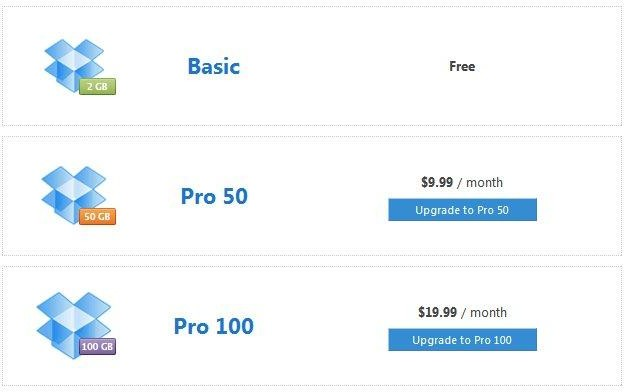 2 GB
Basic
Free
50 GB
Pro 50
$9.99 / month
Upgrade to Pro 50
100 GB
Pro 100
$19.99 / month
Upgrade to Pro 100